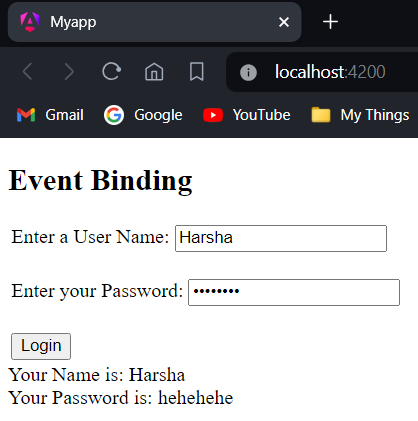 Myapp
localhost:4200
Gmail Google YouTube My Things
Event Binding
Enter a User Name: Harsha
Enter your Password: ••••••••
Login
Your Name is: Harsha
Your Password is: hehehehe